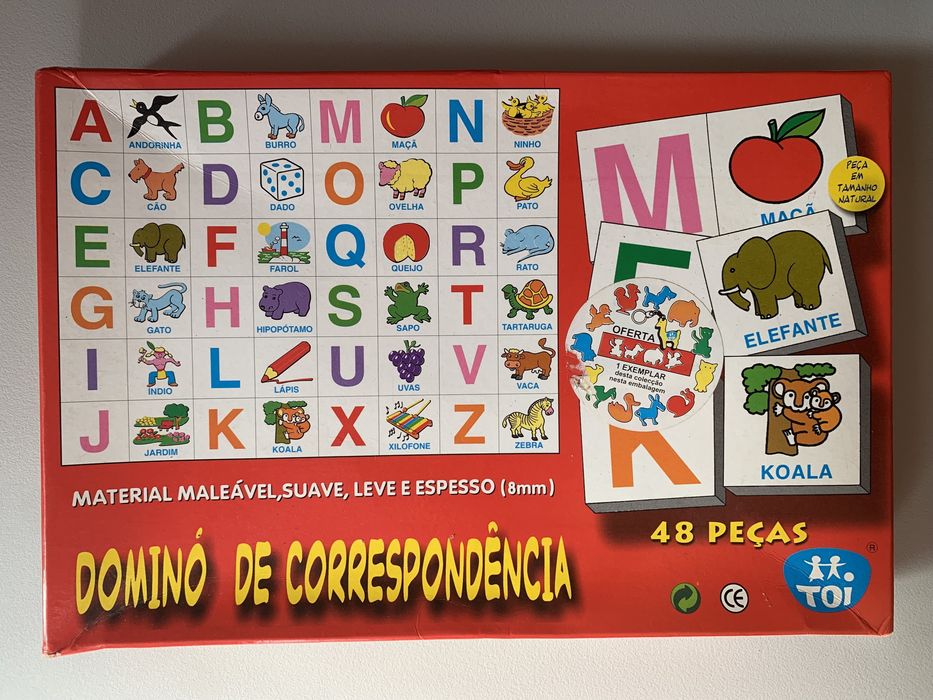 A ANDORINHA B BURRO M MAÇÃ N NINHO
C CÃO D DADO O OVELHA P PATO
E ELEFANTE F FAROL Q QUEIJO R RATO
G GATO H HIPOPÓTAMO S SAPO T TARTARUGA
I ÍNDIO L LÁPIS U UVAS V VACA
J JARDIM K KOALA X XILOFONE Z ZEBRA
M MAÇÃ
PEÇA
EM
TAMANHO
NATURAL
E ELEFANTE
OFERTA
1 EXEMPLAR
desta colecção
nesta embalagem
K KOALA
MATERIAL MALEÁVEL,SUAVE, LEVE E ESPESSO (8mm)
48 PEÇAS
DOMINÓ DE CORRESPONDÊNCIA
CE
TOi
®